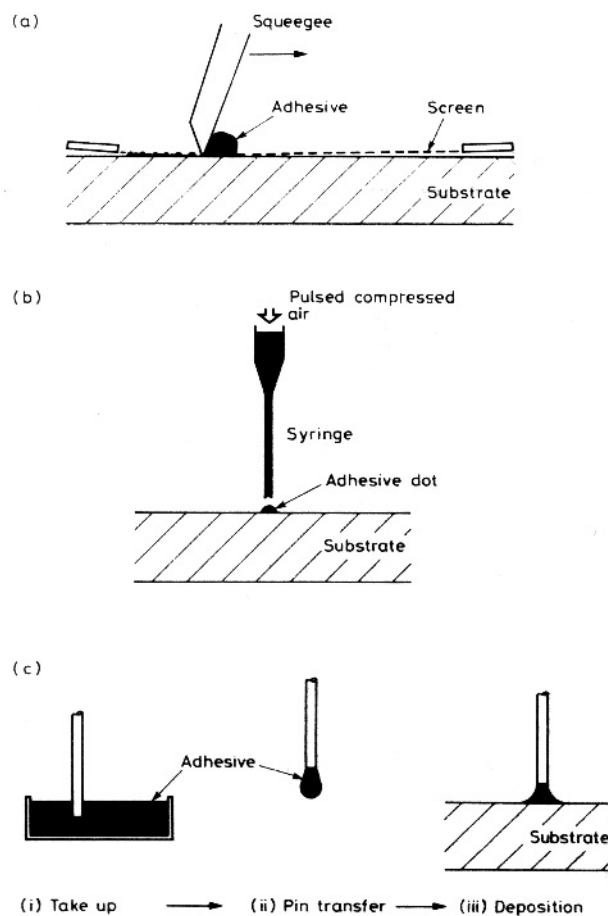 (a)
Squeegee
Adhesive
Screen
Substrate
(b)
Pulsed compressed
air
Syringe
Adhesive dot
Substrate
(c)
Adhesive
Substrate
(i) Take up
(ii) Pin transfer
(iii) Deposition